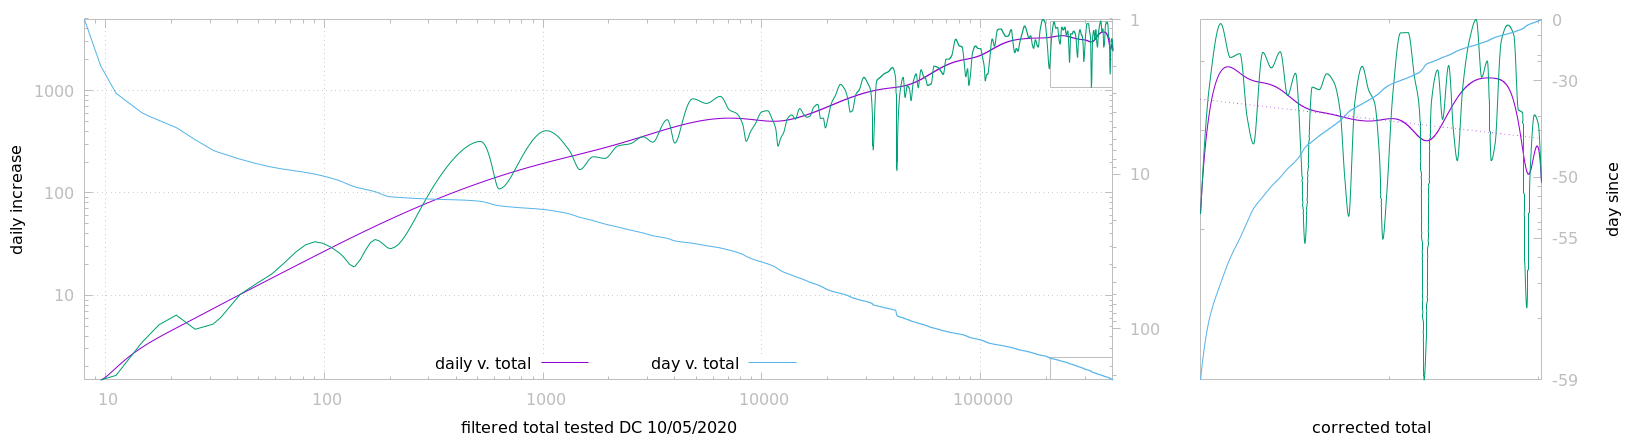 daily increase
1000
100
10
10
100
1000
10000
100000
daily v. total
day v. total
filtered total tested DC 10/05/2020
1
10
100
0
-30
-50
-55
-59
day since
corrected total